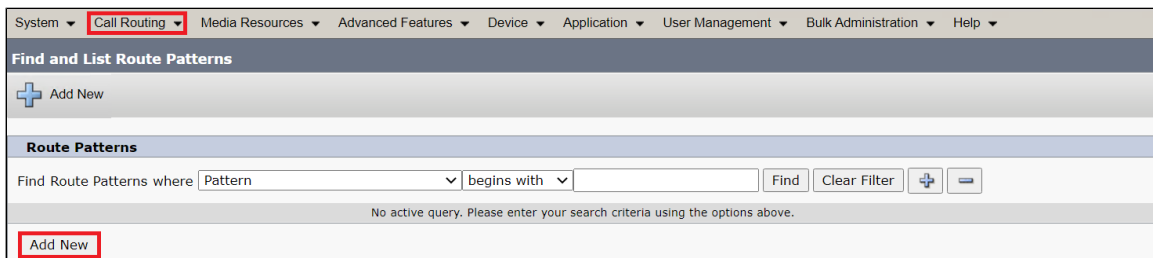 System Call Routing Media Resources Advanced Features Device Application User Management Bulk Administration Help
Find and List Route Patterns
Add New
Route Patterns
Find Route Patterns where Pattern begins with Find Clear Filter
No active query. Please enter your search criteria using the options above.
Add New